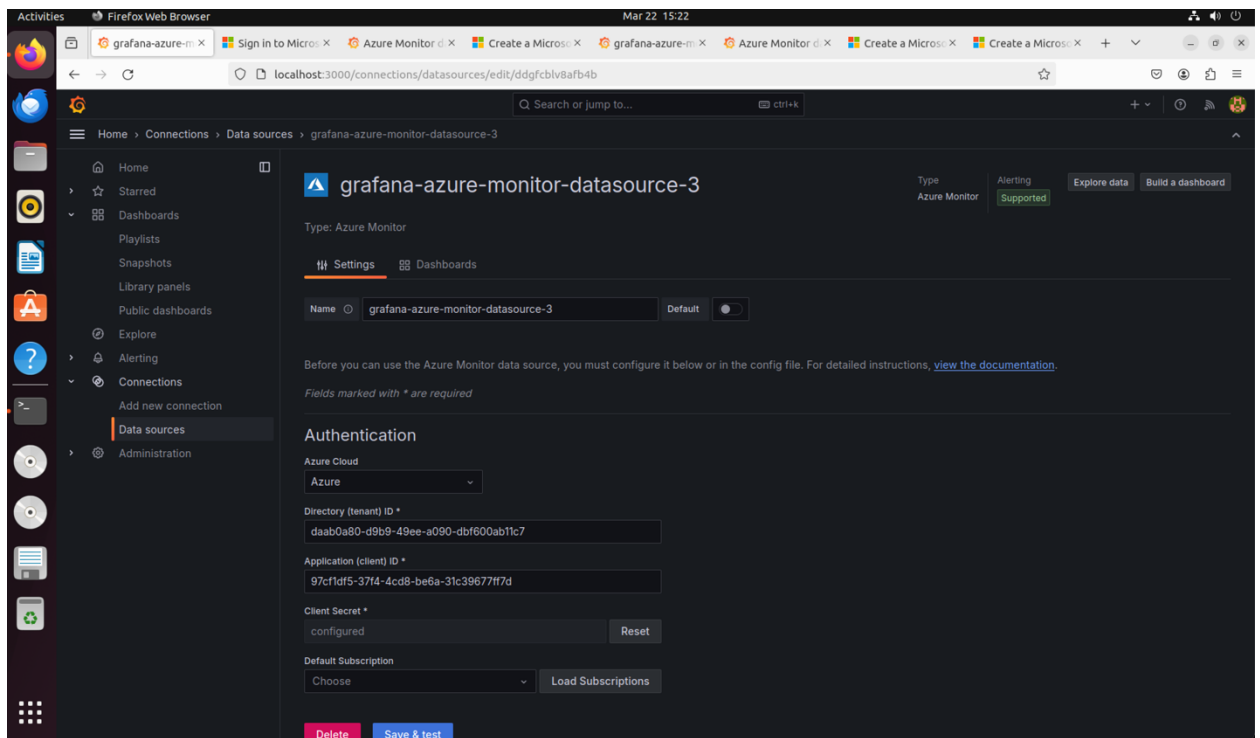 Activities Firefox Web Browser Mar 22 15:22
grafana-azure-m Sign in to Micros Azure Monitor d Create a Microso grafana-azure-m Azure Monitor d Create a Microso Create a Microso
localhost:3000/connections/datasources/edit/ddgfcblv8afb4b
Search or jump to... ctrl+k
Home › Connections › Data sources › grafana-azure-monitor-datasource-3
Home
Starred
Dashboards
Playlists
Snapshots
Library panels
Public dashboards
Explore
Alerting
Connections
Add new connection
Data sources
Administration
grafana-azure-monitor-datasource-3
Type: Azure Monitor
Type
Azure Monitor
Alerting
Supported
Explore data
Build a dashboard
Settings Dashboards
Name grafana-azure-monitor-datasource-3 Default
Before you can use the Azure Monitor data source, you must configure it below or in the config file. For detailed instructions, view the documentation.
Fields marked with * are required
Authentication
Azure Cloud
Azure
Directory (tenant) ID *
daab0a80-d9b9-49ee-a090-dbf600ab11c7
Application (client) ID *
97cf1df5-37f4-4cd8-be6a-31c39677ff7d
Client Secret *
configured Reset
Default Subscription
Choose Load Subscriptions
Delete Save & test